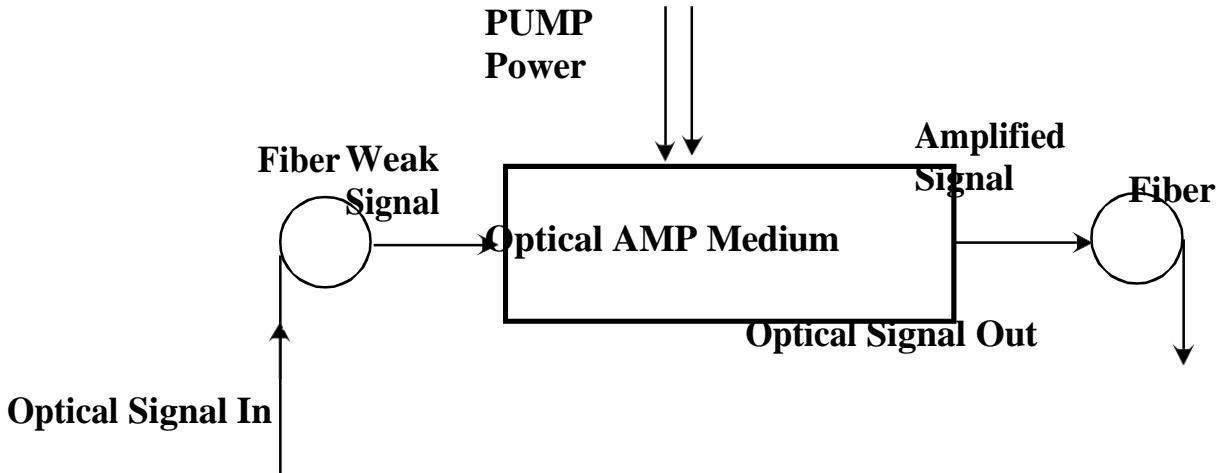 PUMP
Power
Amplified
Signal
Fiber
Weak
Signal
Fiber
Optical AMP Medium
Optical Signal Out
Optical Signal In